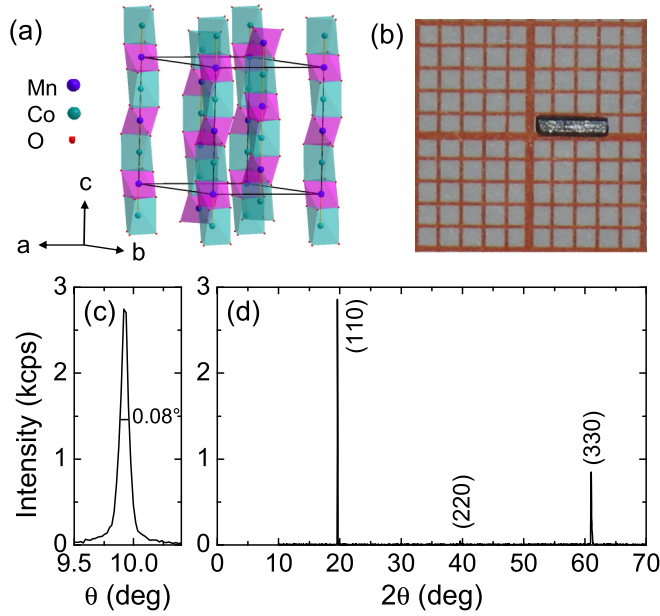 (a)
Mn
Co
O
c
a
b
(b)
Intensity (kcps)
3
2
1
0
(c)
0.08°
9.5
10.0
θ (deg)
3
2
1
0
(d)
(110)
(220)
(330)
0
10
20
30
40
50
60
70
2θ (deg)